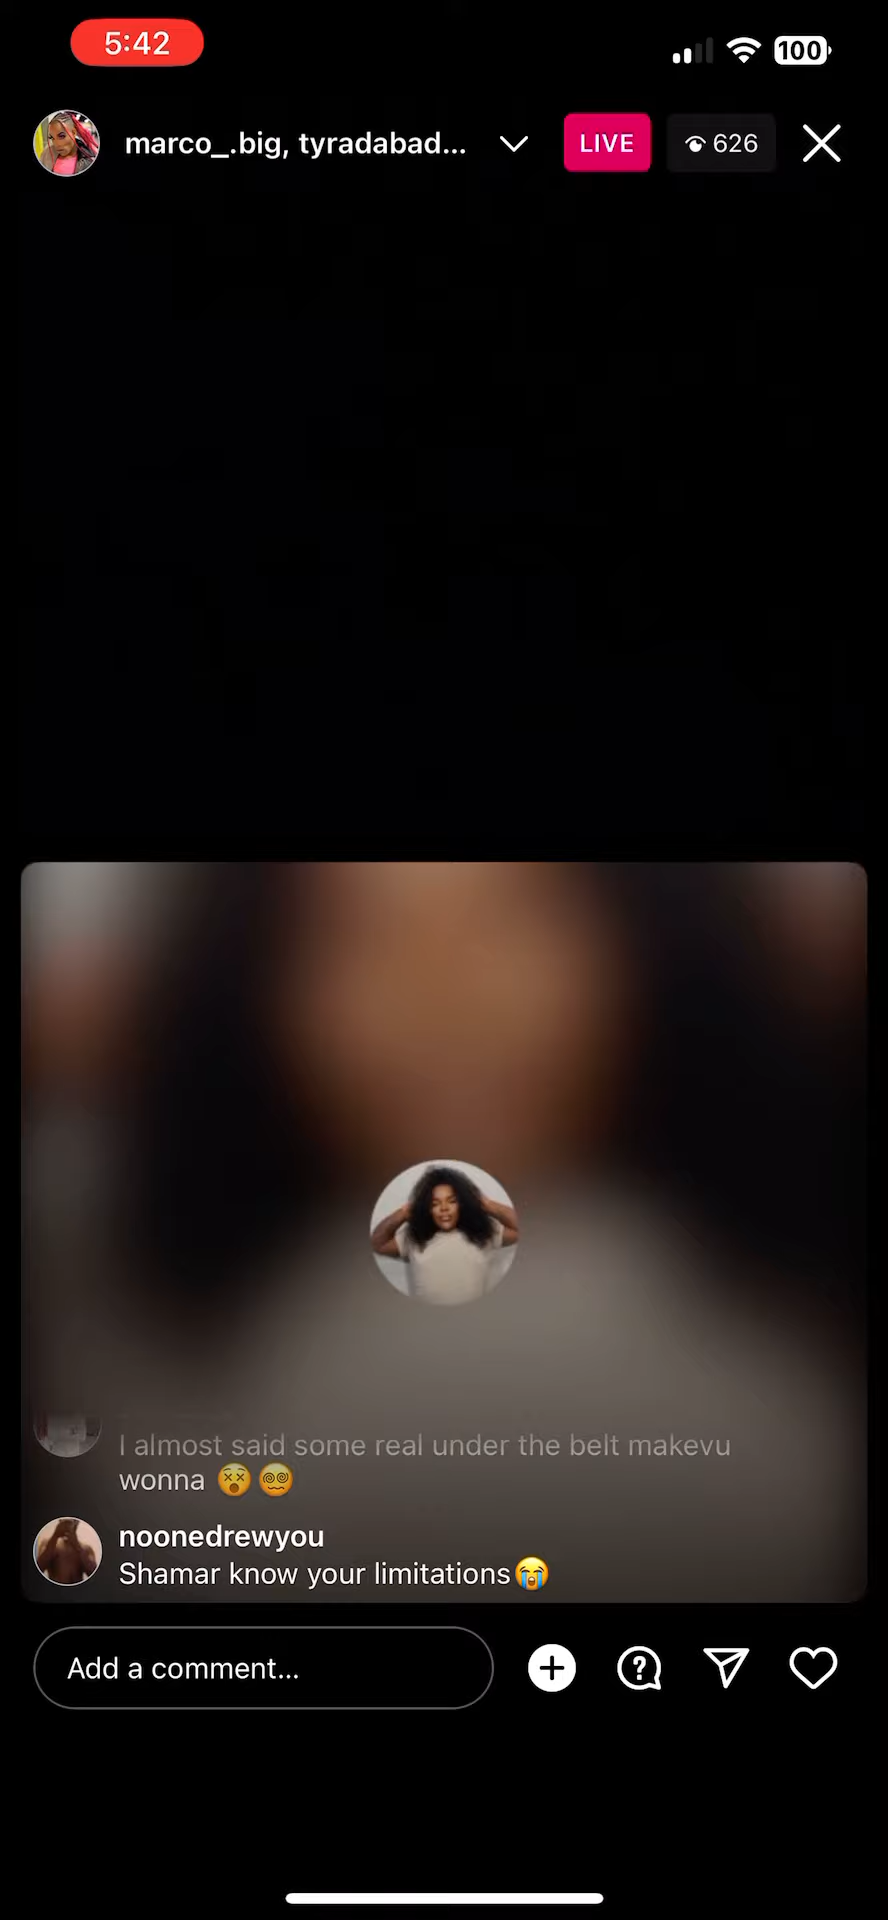 5:42
100
marco_.big, tyradabad...
LIVE
626
I almost said some real under the belt makevu
wonna 😵 😵‍💫
noonedrewyou
Shamar know your limitations😭
Add a comment...